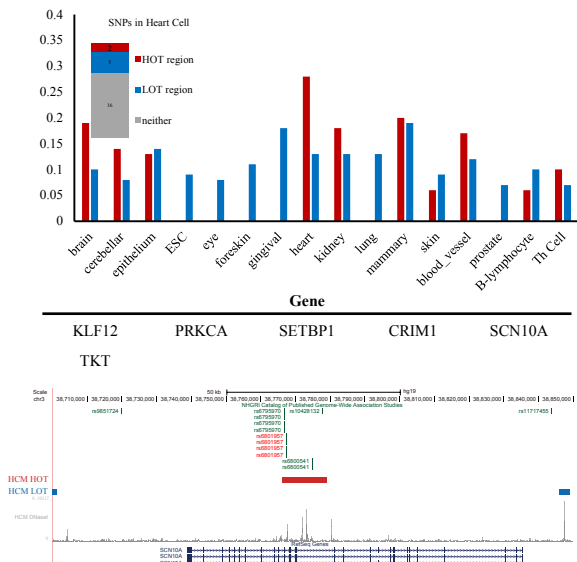 SNPs in Heart Cell
0.4
0.35
0.3
0.25
0.2
0.15
0.1
0.05
0
2
5
36
HOT region
LOT region
neither
brain
cerebellar
epithelium
ESC
eye
foreskin
gingival
heart
kidney
lung
mammary
skin
blood_vessel
prostate
B-lymphocyte
Th Cell
Gene
KLF12 PRKCA SETBP1 CRIM1 SCN10A
TKT
Scale 50 kb hg19
chr3 38,710,000 38,720,000 38,730,000 38,740,000 38,750,000 38,760,000 38,770,000 38,780,000 38,790,000 38,800,000 38,810,000 38,820,000 38,830,000 38,840,000 38,850,000
NHGRI Catalog of Published Genome-Wide Association Studies
rs9851724 rs6795970 rs10428132 rs11717455
rs6795970
rs6795970
rs6795970
rs6801957
rs6801957
rs6801957
rs6801957
rs6800541
rs6800541
HCM HOT
HCM LOT
HCM DNaseI
RefSeq Genes
SCN10A
SCN10A